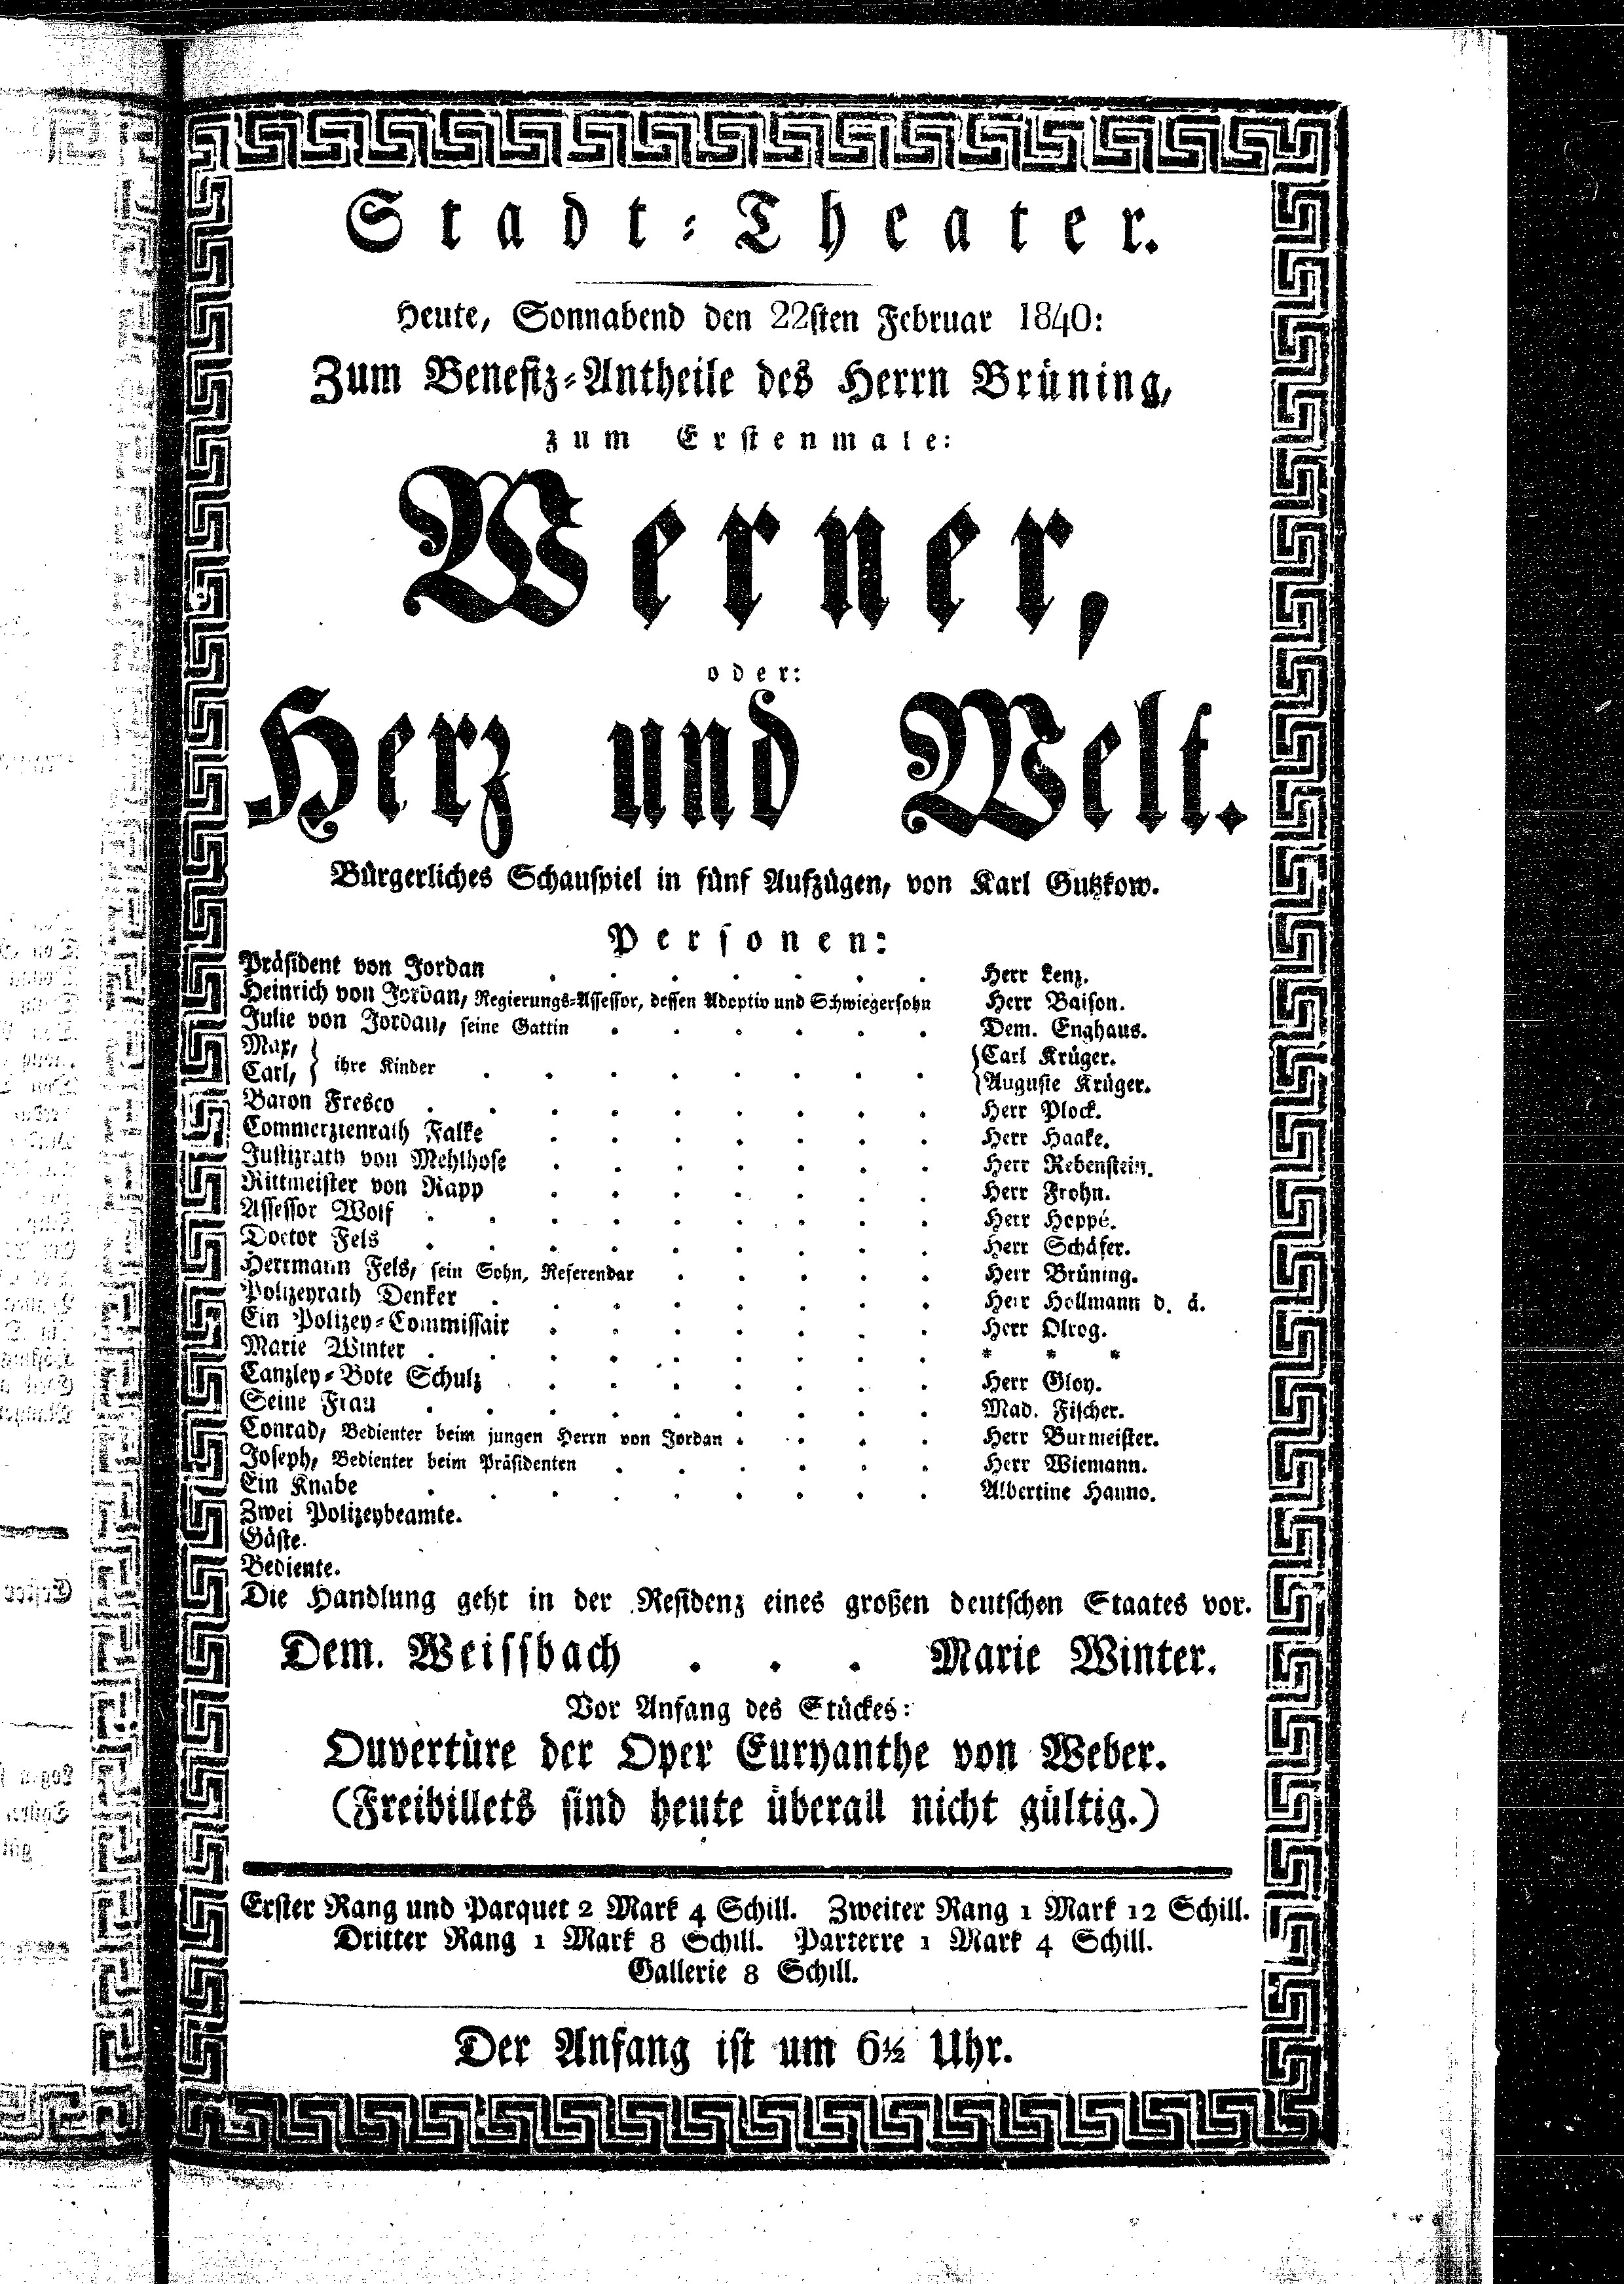 Stadt-Theater.
Heute, Sonnabend den 22sten Februar 1840:
Zum Benefiz-Antheile des Herrn Brüning,
zum Erstenmale:
Werner,
oder:
Herz und Welt.
Bürgerliches Schauspiel in fünf Aufzügen, von Karl Gutzkow.
Personen:
Präsident von Jordan . . . . . . . Herr Lenz.
Heinrich von Jordan, Regierungs-Assessor, dessen Adoptiv und Schwiegersohn Herr Baison.
Julie von Jordan, seine Gattin . . . . . . Dem. Enghaus.
Max, } ihre Kinder . . . . . . . . { Carl Krüger.
Carl, } { Auguste Krüger.
Baron Fresco . . . . . . . . . Herr Plock.
Commerzienrath Falke . . . . . . . Herr Haake.
Justizrath von Mehlhose . . . . . . . Herr Rebenstein.
Rittmeister von Rapp . . . . . . . Herr Frohn.
Assessor Wolf . . . . . . . . . Herr Hoppé.
Doctor Fels . . . . . . . . . Herr Schäfer.
Herrmann Fels, sein Sohn, Referendar . . . . . Herr Brüning.
Polizeyrath Denker . . . . . . . . Herr Hollmann d. ä.
Ein Polizey-Commissair . . . . . . . Herr Olrog.
Marie Winter . . . . . . . . . * * *
Canzley-Bote Schulz . . . . . . . Herr Gloy.
Seine Frau . . . . . . . . . Mad. Fischer.
Conrad, Bedienter beim jungen Herrn von Jordan . . . . Herr Burmeister.
Joseph, Bedienter beim Präsidenten . . . . . . Herr Wiemann.
Ein Knabe . . . . . . . . . Albertine Hanno.
Zwei Polizeybeamte.
Gäste.
Bediente.
Die Handlung geht in der Residenz eines großen deutschen Staates vor.
Dem. Weissbach . . . Marie Winter.
Vor Anfang des Stückes:
Ouvertüre der Oper Euryanthe von Weber.
(Freibillets sind heute überall nicht gültig.)
Erster Rang und Parquet 2 Mark 4 Schill. Zweiter Rang 1 Mark 12 Schill.
Dritter Rang 1 Mark 8 Schill. Parterre 1 Mark 4 Schill.
Gallerie 8 Schill.
Der Anfang ist um 6½ Uhr.